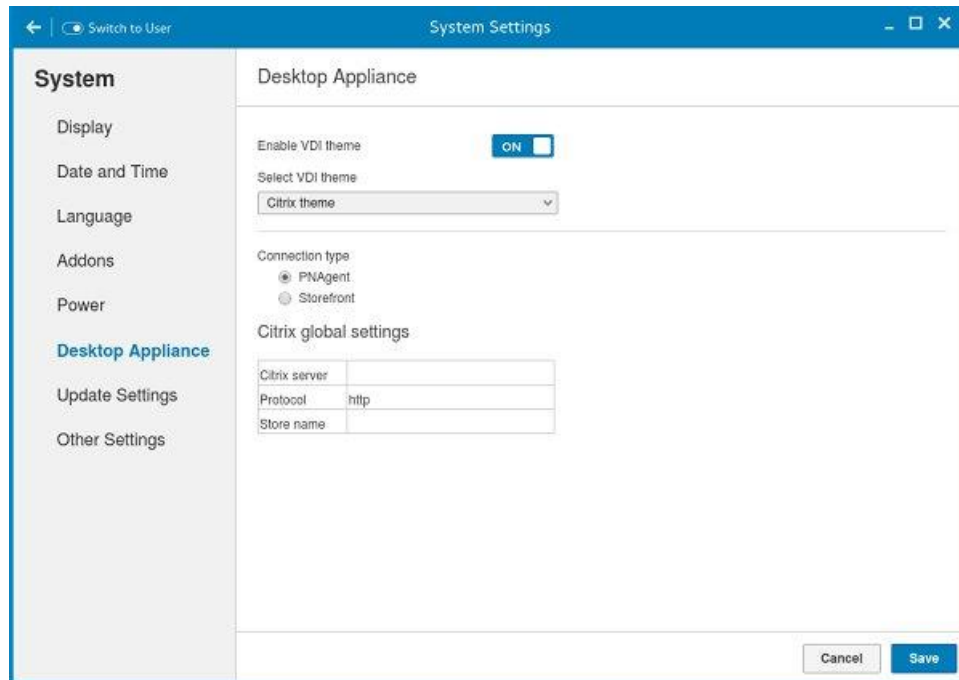 Switch to User
System Settings
System
Display
Date and Time
Language
Addons
Power
Desktop Appliance
Update Settings
Other Settings
Desktop Appliance
Enable VDI theme ON
Select VDI theme
Citrix theme
Connection type
PNAgent
Storefront
Citrix global settings
Citrix server
Protocol http
Store name
Cancel Save